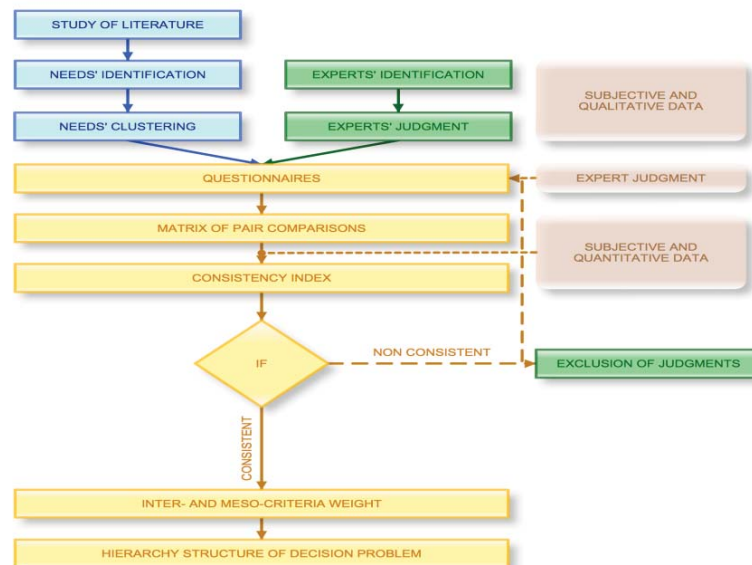 STUDY OF LITERATURE
NEEDS' IDENTIFICATION
EXPERTS' IDENTIFICATION
SUBJECTIVE AND
QUALITATIVE DATA
NEEDS' CLUSTERING
EXPERTS' JUDGMENT
QUESTIONNAIRES
EXPERT JUDGMENT
MATRIX OF PAIR COMPARISONS
SUBJECTIVE AND
QUANTITATIVE DATA
CONSISTENCY INDEX
IF
NON CONSISTENT
EXCLUSION OF JUDGMENTS
CONSISTENT
INTER- AND MESO-CRITERIA WEIGHT
HIERARCHY STRUCTURE OF DECISION PROBLEM